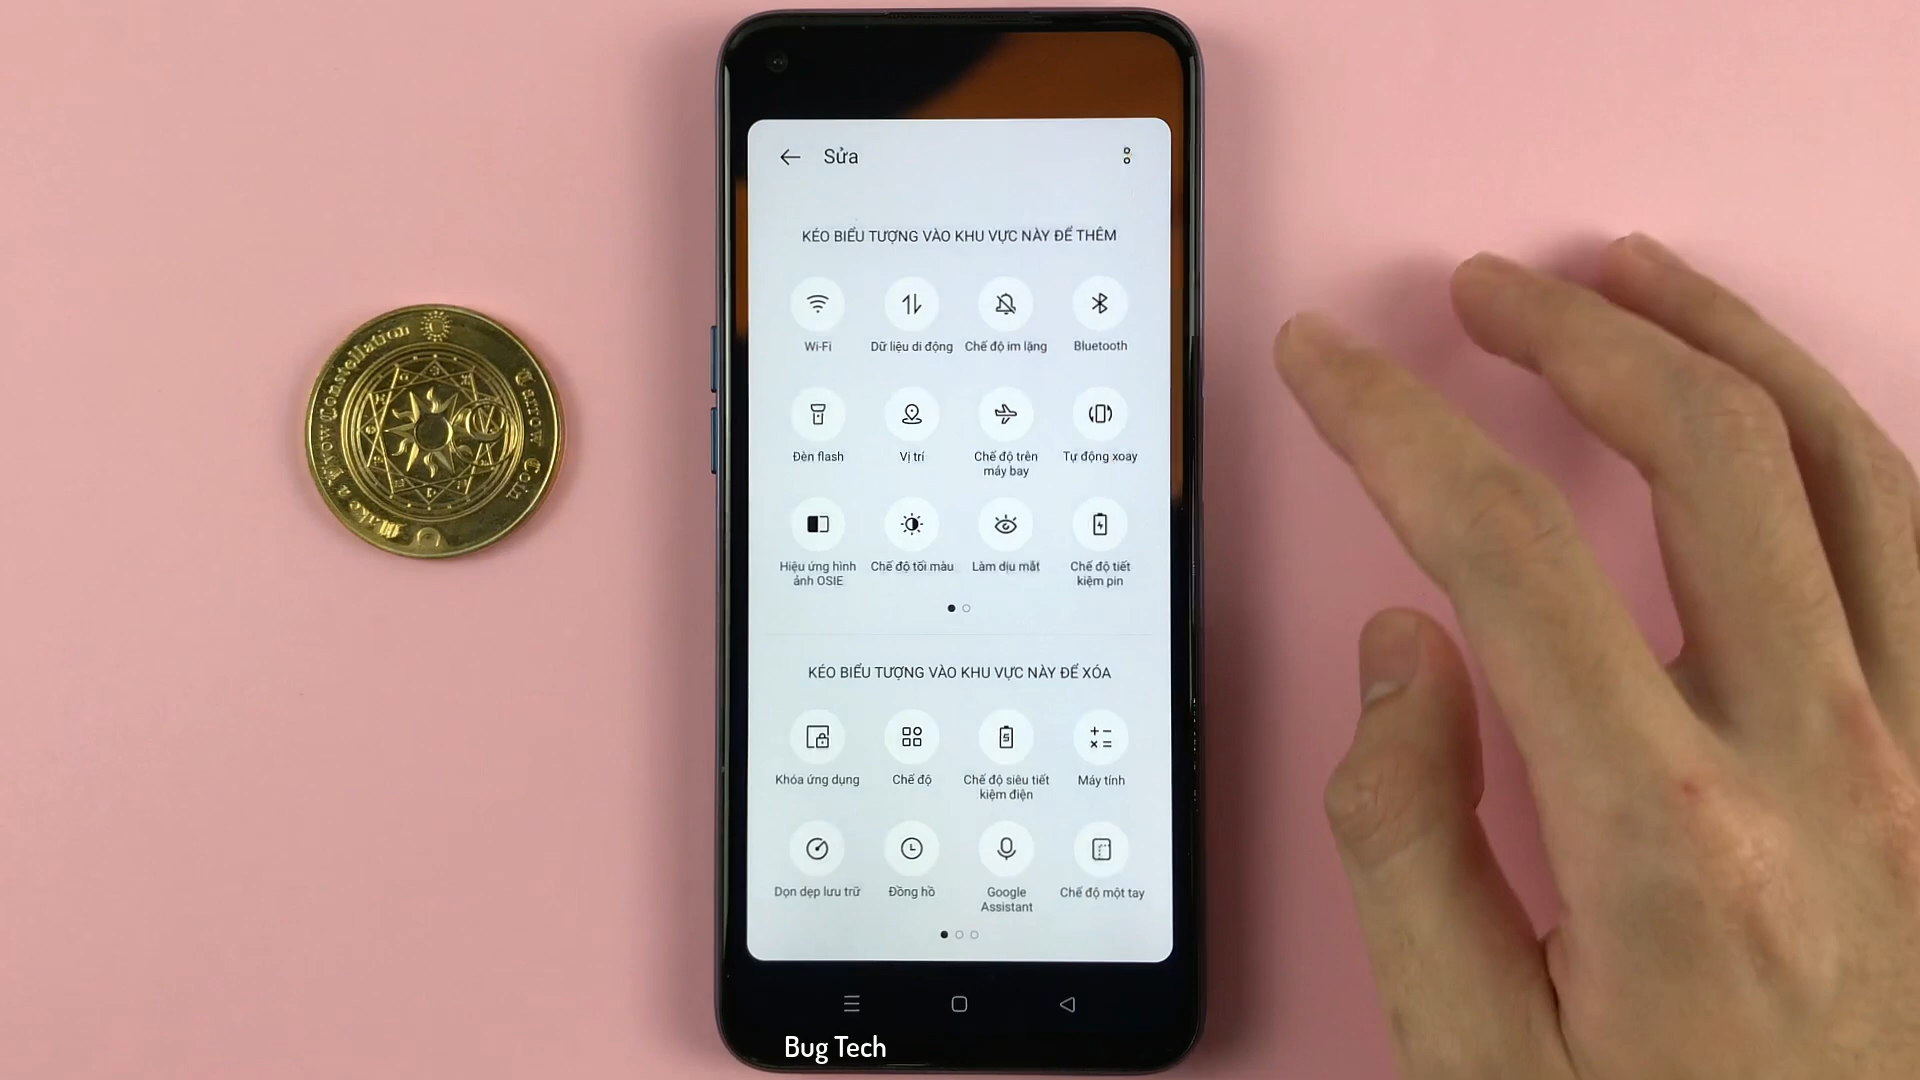 Sửa
KÉO BIỂU TƯỢNG VÀO KHU VỰC NÀY ĐỂ THÊM
Wi-Fi
Dữ liệu di động
Chế độ im lặng
Bluetooth
Đèn flash
Vị trí
Chế độ trên
máy bay
Tự động xoay
Hiệu ứng hình
ảnh OSIE
Chế độ tối màu
Làm dịu mắt
Chế độ tiết
kiệm pin
KÉO BIỂU TƯỢNG VÀO KHU VỰC NÀY ĐỂ XÓA
Khóa ứng dụng
Chế độ
Chế độ siêu tiết
kiệm điện
Máy tính
Dọn dẹp lưu trữ
Đồng hồ
Google
Assistant
Chế độ một tay
Bug Tech
Constellation
Tarrow Coin
Make a